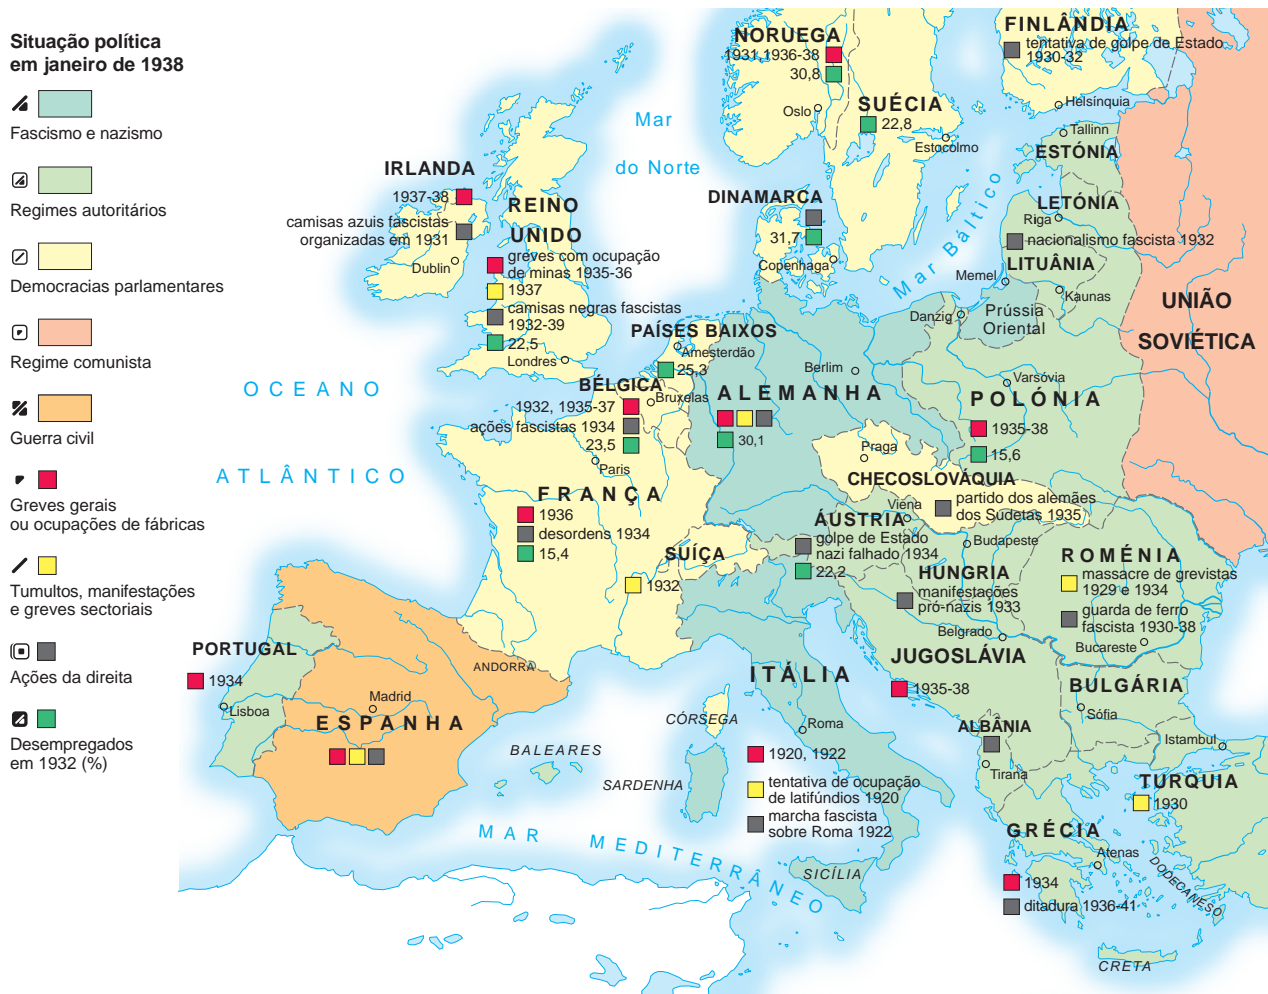 Situação política
em janeiro de 1938
Fascismo e nazismo
Regimes autoritários
Democracias parlamentares
Regime comunista
Guerra civil
Greves gerais
ou ocupações de fábricas
Tumultos, manifestações
e greves sectoriais
Ações da direita
Desempregados
em 1932 (%)
NORUEGA
1931,1936-38
30,8
Oslo
SUÉCIA
22,8
Estocolmo
FINLÂNDIA
tentativa de golpe de Estado
1930-32
Helsínquia
Tallinn
ESTÓNIA
LETÓNIA
Riga
nacionalismo fascista 1932
LITUÂNIA
Memel
Kaunas
Mar
do Norte
Mar Báltico
IRLANDA
1937-38
camisas azuis fascistas
organizadas em 1931
Dublin
REINO
UNIDO
greves com ocupação
de minas 1935-36
1937
camisas negras fascistas
1932-39
22,5
Londres
DINAMARCA
31,7
Copenhaga
PAÍSES BAIXOS
Amesterdão
25,3
BÉLGICA
Bruxelas
1932, 1935-37
ações fascistas 1934
23,5
ALEMANHA
Berlim
30,1
Danzig
Prússia
Oriental
UNIÃO
SOVIÉTICA
Varsóvia
POLÓNIA
1935-38
15,6
OCEANO
ATLÂNTICO
Paris
FRANÇA
1936
desordens 1934
15,4
SUÍÇA
1932
Praga
CHECOSLOVÁQUIA
partido dos alemães
dos Sudetas 1935
Viena
ÁUSTRIA
golpe de Estado
nazi falhado 1934
22,2
Budapeste
HUNGRIA
manifestações
pró-nazis 1933
ROMÉNIA
massacre de grevistas
1929 e 1934
guarda de ferro
fascista 1930-38
Bucareste
Belgrado
JUGOSLÁVIA
1935-38
BULGÁRIA
Sófia
ALBÂNIA
Tirana
Istambul
TURQUIA
1930
GRÉCIA
Atenas
1934
ditadura 1936-41
DODECANESO
CRETA
PORTUGAL
1934
Lisboa
Madrid
ESPANHA
ANDORRA
BALEARES
CÓRSEGA
SARDENHA
ITÁLIA
Roma
1920, 1922
tentativa de ocupação
de latifúndios 1920
marcha fascista
sobre Roma 1922
SICÍLIA
MAR MEDITERRÂNEO